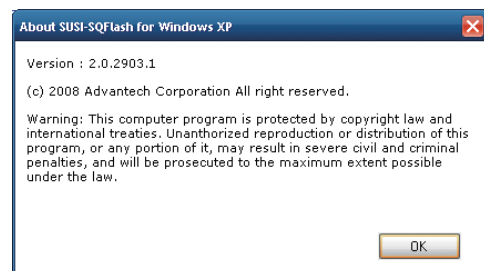 About SUSI-SQFlash for Windows XP
Version : 2.0.2903.1
(c) 2008 Advantech Corporation All right reserved.
Warning: This computer program is protected by copyright law and
international treaties. Unanthorized reproduction or distribution of this
program, or any portion of it, may result in severe civil and criminal
penalties, and will be prosecuted to the maximum extent possible
under the law.
OK